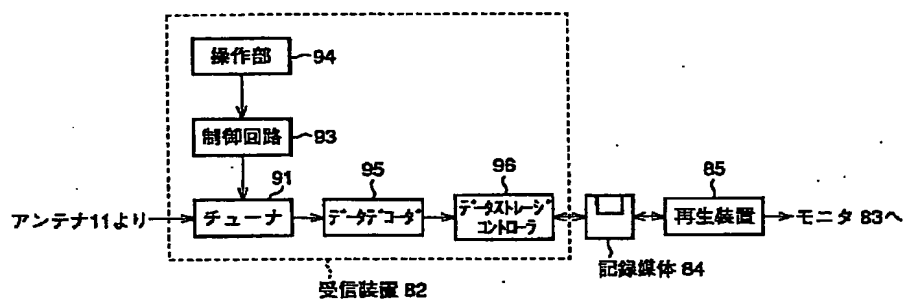 操作部
94
制御回路
93
91
95
96
85
アンテナ11より
チューナ
データデコーダ
データストレージ
コントローラ
再生装置
モニタ 83へ
記録媒体 84
受信装置 82